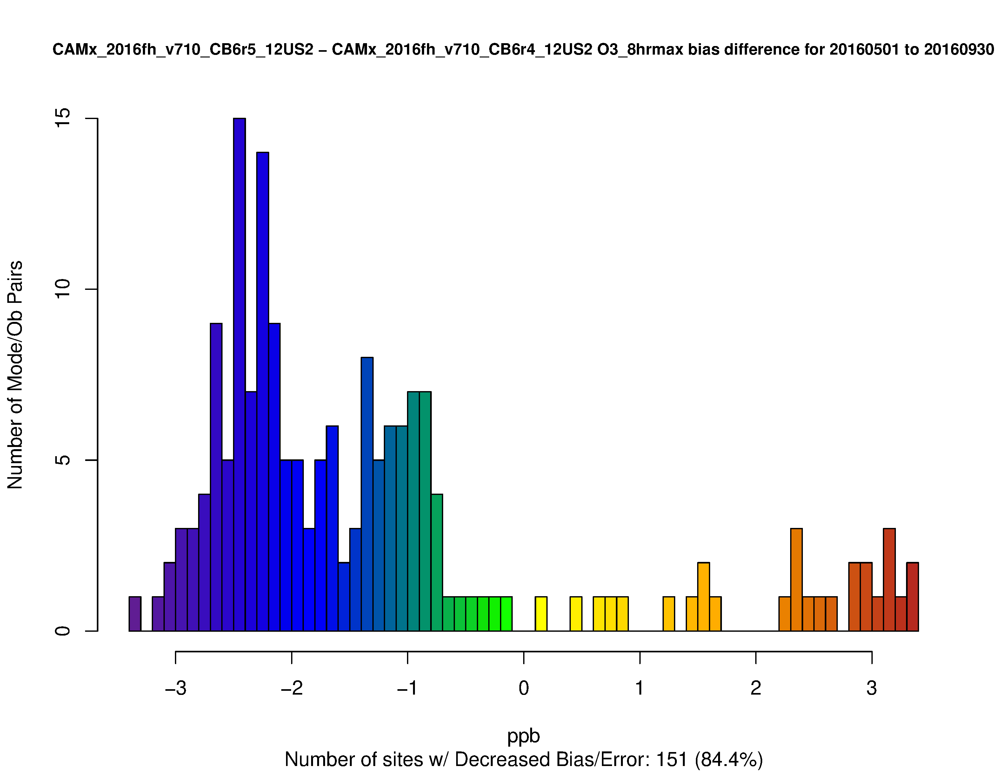 CAMx_2016fh_v710_CB6r5_12US2 − CAMx_2016fh_v710_CB6r4_12US2 O3_8hrmax bias difference for 20160501 to 20160930
Number of Mode/Ob Pairs
15
10
5
0
−3 −2 −1 0 1 2 3
ppb
Number of sites w/ Decreased Bias/Error: 151 (84.4%)